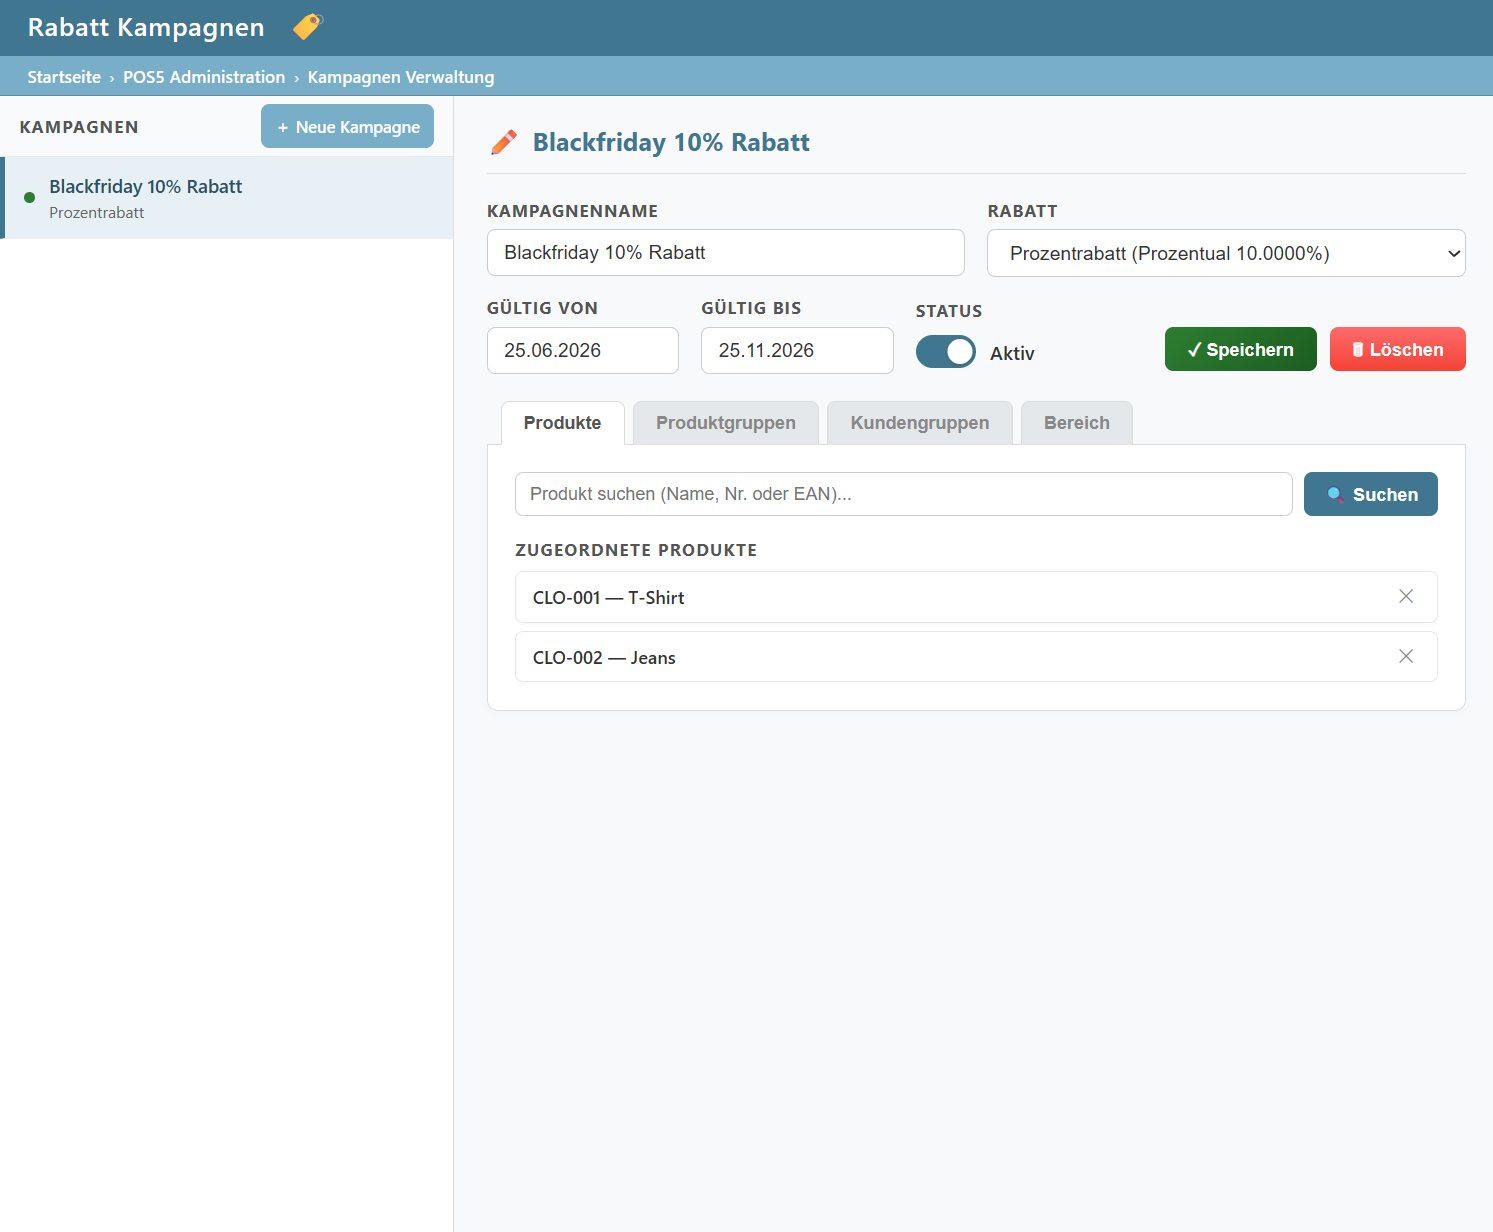 Rabatt Kampagnen
Startseite › POS5 Administration › Kampagnen Verwaltung
KAMPAGNEN
+ Neue Kampagne
Blackfriday 10% Rabatt
Prozentrabatt
Blackfriday 10% Rabatt
KAMPAGNENNAME
RABATT
Blackfriday 10% Rabatt
Prozentrabatt (Prozentual 10.0000%)
GÜLTIG VON
GÜLTIG BIS
STATUS
25.06.2026
25.11.2026
Aktiv
✓ Speichern
Löschen
Produkte
Produktgruppen
Kundengruppen
Bereich
Produkt suchen (Name, Nr. oder EAN)...
Suchen
ZUGEORDNETE PRODUKTE
CLO-001 — T-Shirt
CLO-002 — Jeans